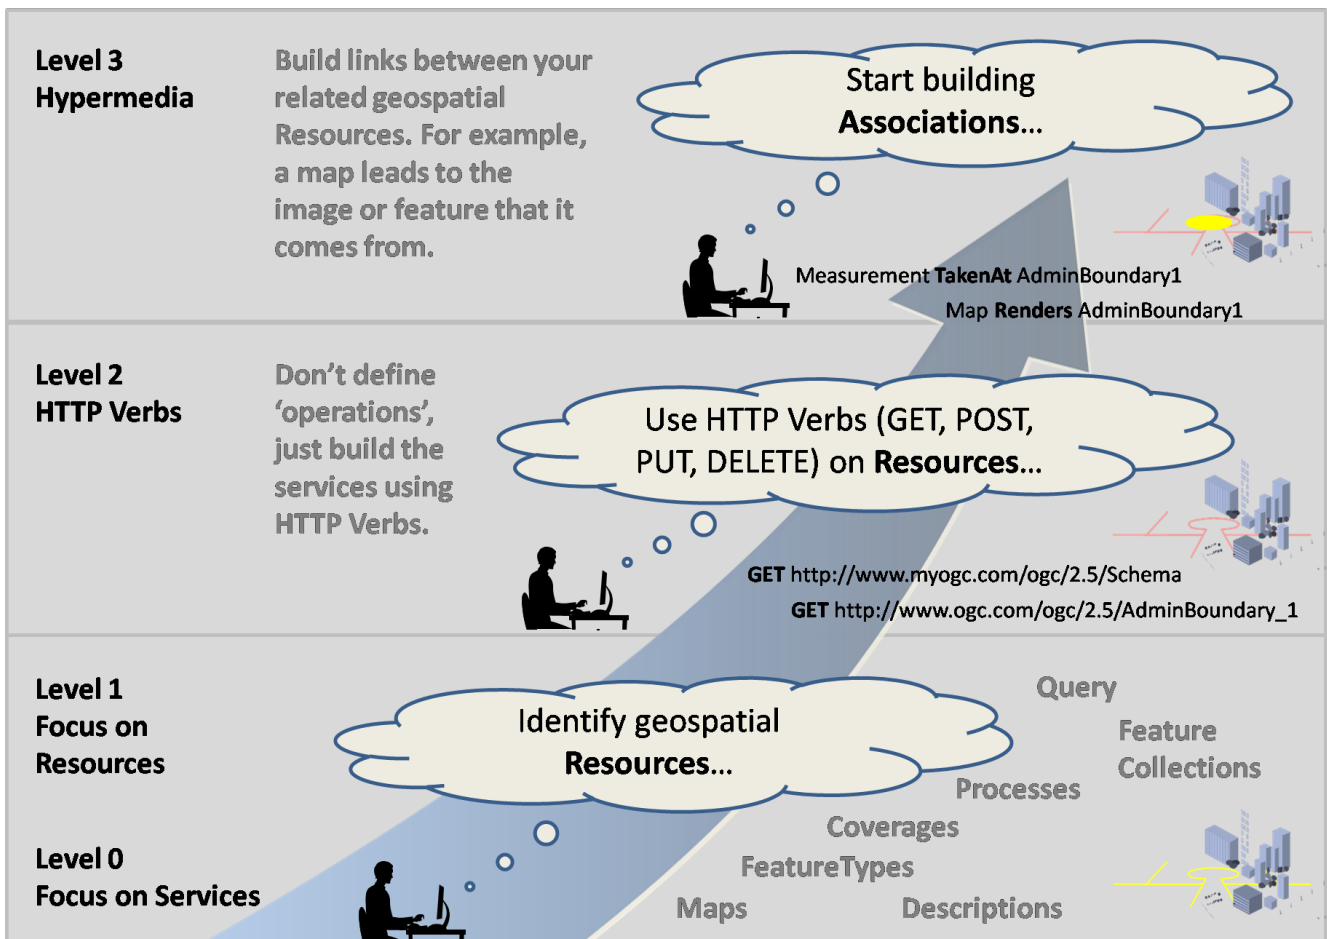 Level 3
Hypermedia
Build links between your
related geospatial
Resources. For example,
a map leads to the
image or feature that it
comes from.
Start building
Associations...
Measurement TakenAt AdminBoundary1
Map Renders AdminBoundary1
Level 2
HTTP Verbs
Don't define
'operations',
just build the
services using
HTTP Verbs.
Use HTTP Verbs (GET, POST,
PUT, DELETE) on Resources...
GET http://www.myogc.com/ogc/2.5/Schema
GET http://www.ogc.com/ogc/2.5/AdminBoundary_1
Level 1
Focus on
Resources
Identify geospatial
Resources...
Query
Feature
Collections
Processes
Coverages
FeatureTypes
Maps
Descriptions
Level 0
Focus on Services